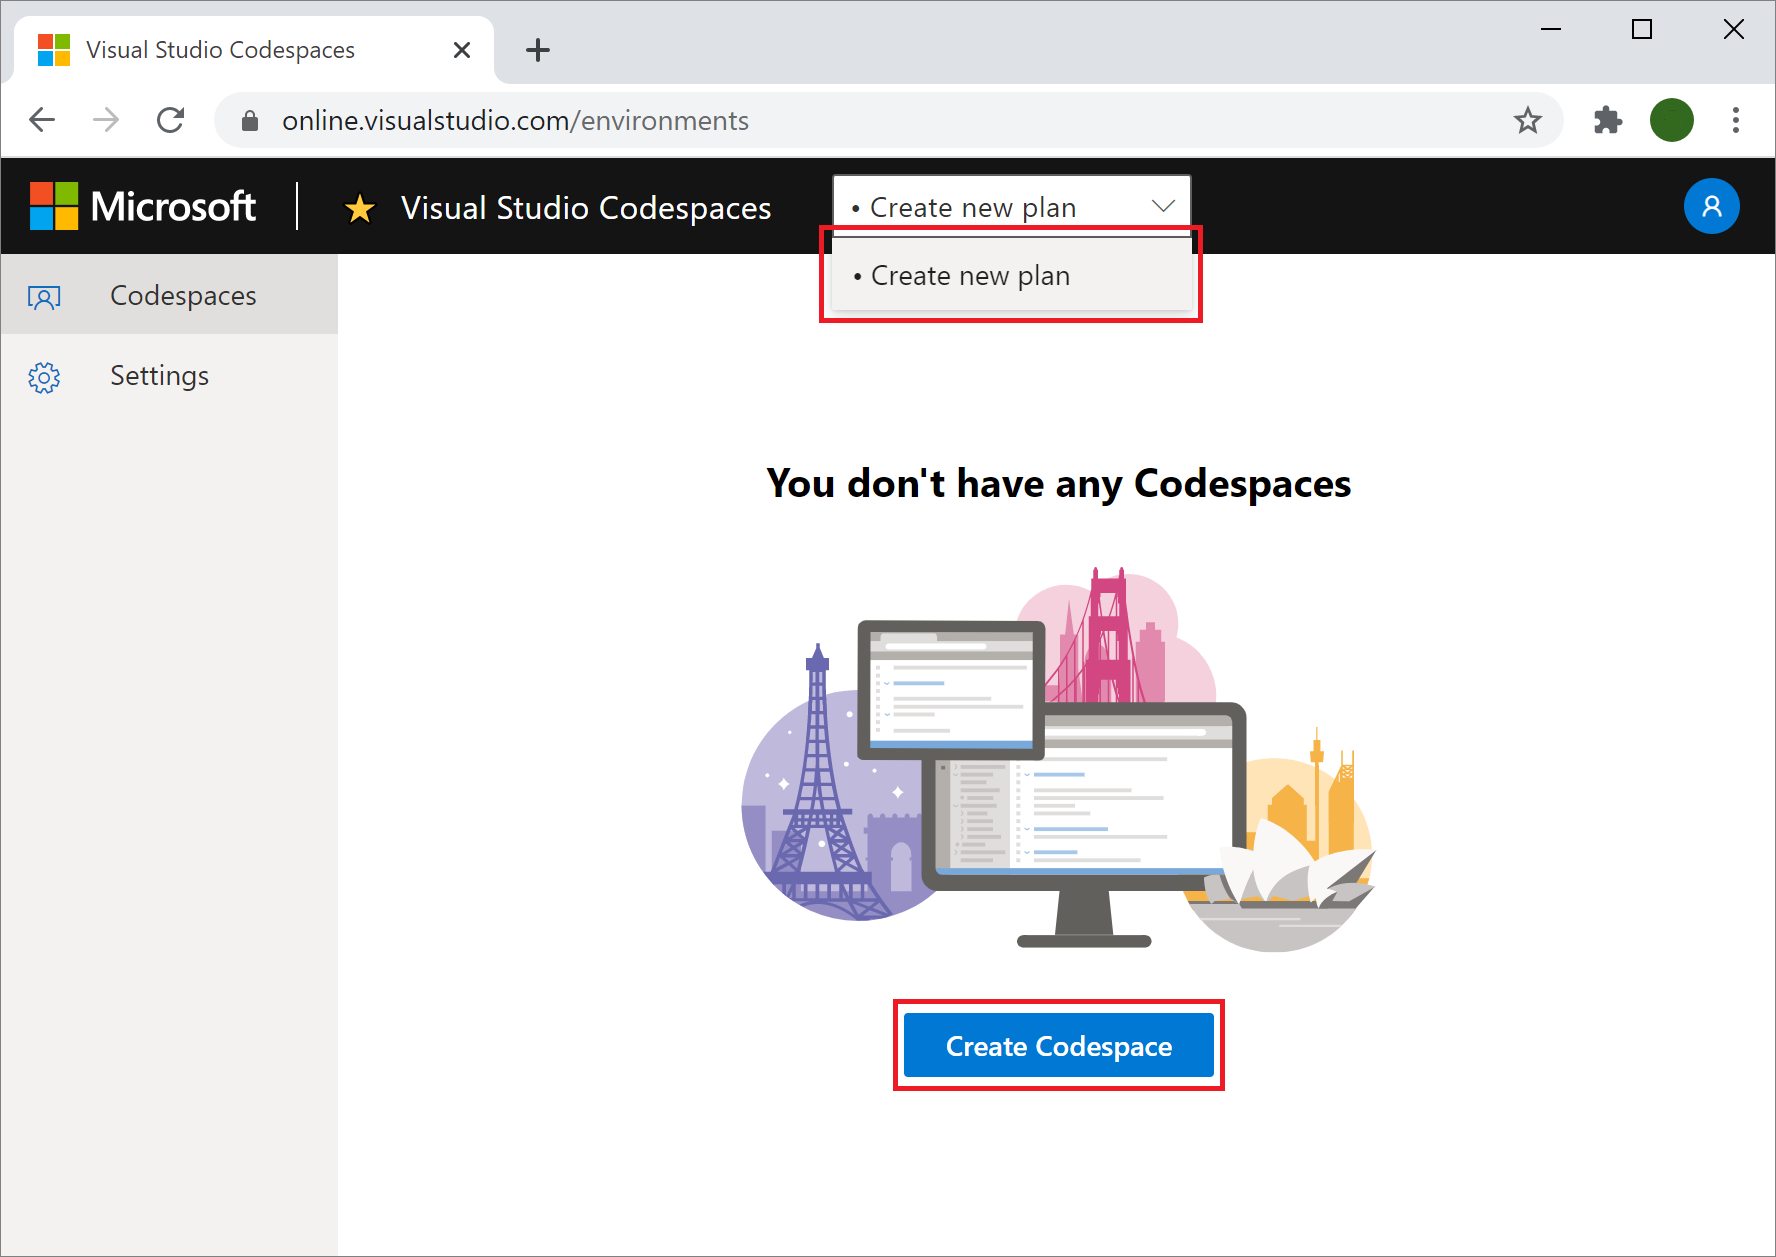 Visual Studio Codespaces
online.visualstudio.com/environments
Microsoft
Visual Studio Codespaces
• Create new plan
• Create new plan
Codespaces
Settings
You don't have any Codespaces
Create Codespace